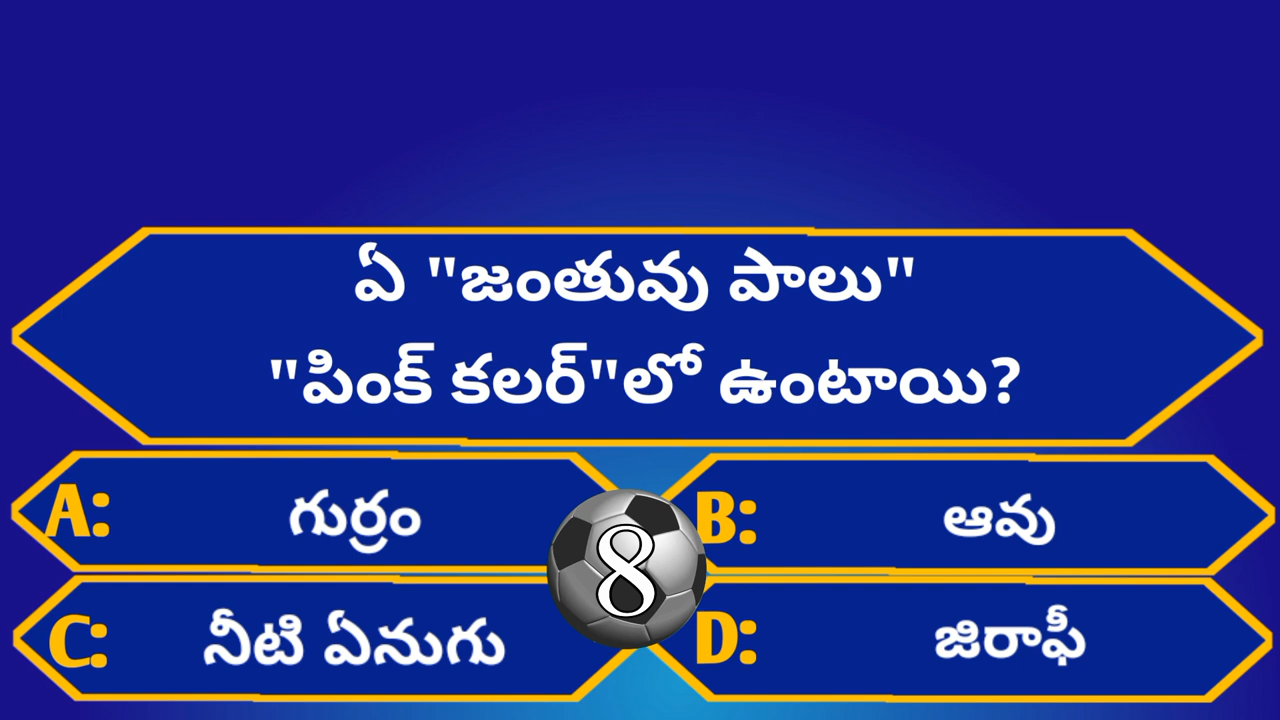 ఏ "జంతువు పాలు"
"పింక్ కలర్"లో ఉంటాయి?
A: గుర్రం
B: ఆవు
8
C: నీటి ఏనుగు
D: జిరాఫీ